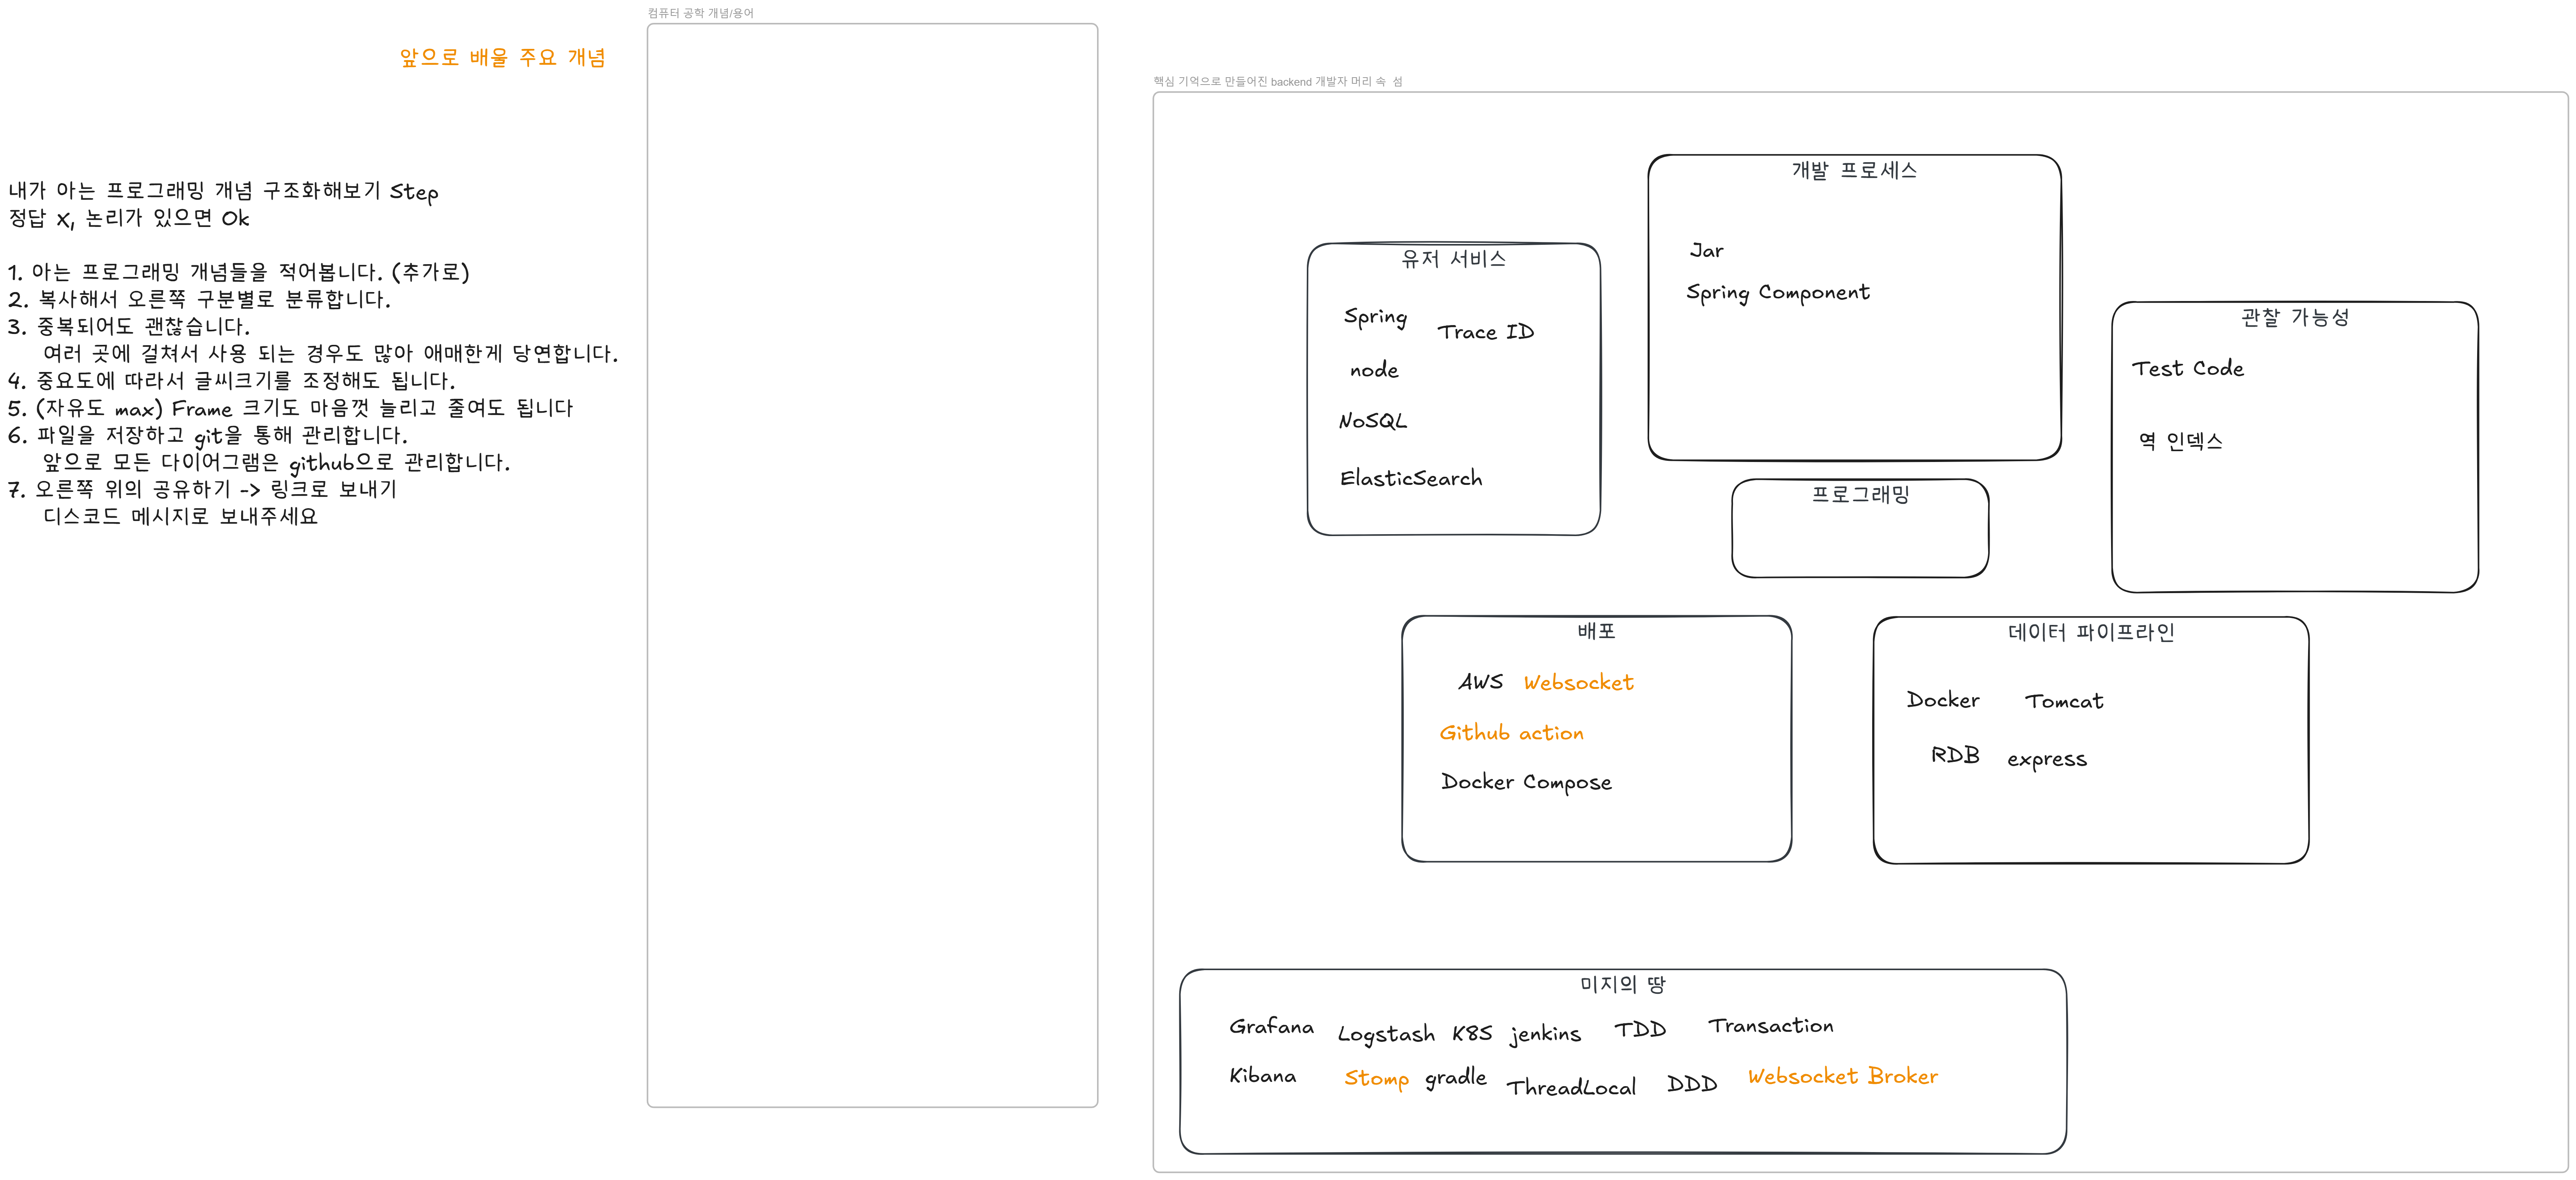 컴퓨터 공학 개념/용어
앞으로 배울 주요 개념
내가 아는 프로그래밍 개념 구조화해보기 Step
정답 X, 논리가 있으면 Ok
1. 아는 프로그래밍 개념들을 적어봅니다. (추가로)
2. 복사해서 오른쪽 구분별로 분류합니다.
3. 중복되어도 괜찮습니다.
여러 곳에 걸쳐서 사용 되는 경우도 많아 애매한게 당연합니다.
4. 중요도에 따라서 글씨크기를 조정해도 됩니다.
5. (자유도 max) Frame 크기도 마음껏 늘리고 줄여도 됩니다
6. 파일을 저장하고 git을 통해 관리합니다.
앞으로 모든 다이어그램은 github으로 관리합니다.
7. 오른쪽 위의 공유하기 -> 링크로 보내기
디스코드 메시지로 보내주세요
핵심 기억으로 만들어진 backend 개발자 머리 속 섬
개발 프로세스
Jar
Spring Component
유저 서비스
Spring
Trace ID
node
NoSQL
ElasticSearch
관찰 가능성
Test Code
역 인덱스
프로그래밍
배포
AWS
Websocket
Github action
Docker Compose
데이터 파이프라인
Docker
Tomcat
RDB
express
미지의 땅
Grafana
Logstash
K8S
jenkins
TDD
Transaction
Kibana
Stomp
gradle
ThreadLocal
DDD
Websocket Broker